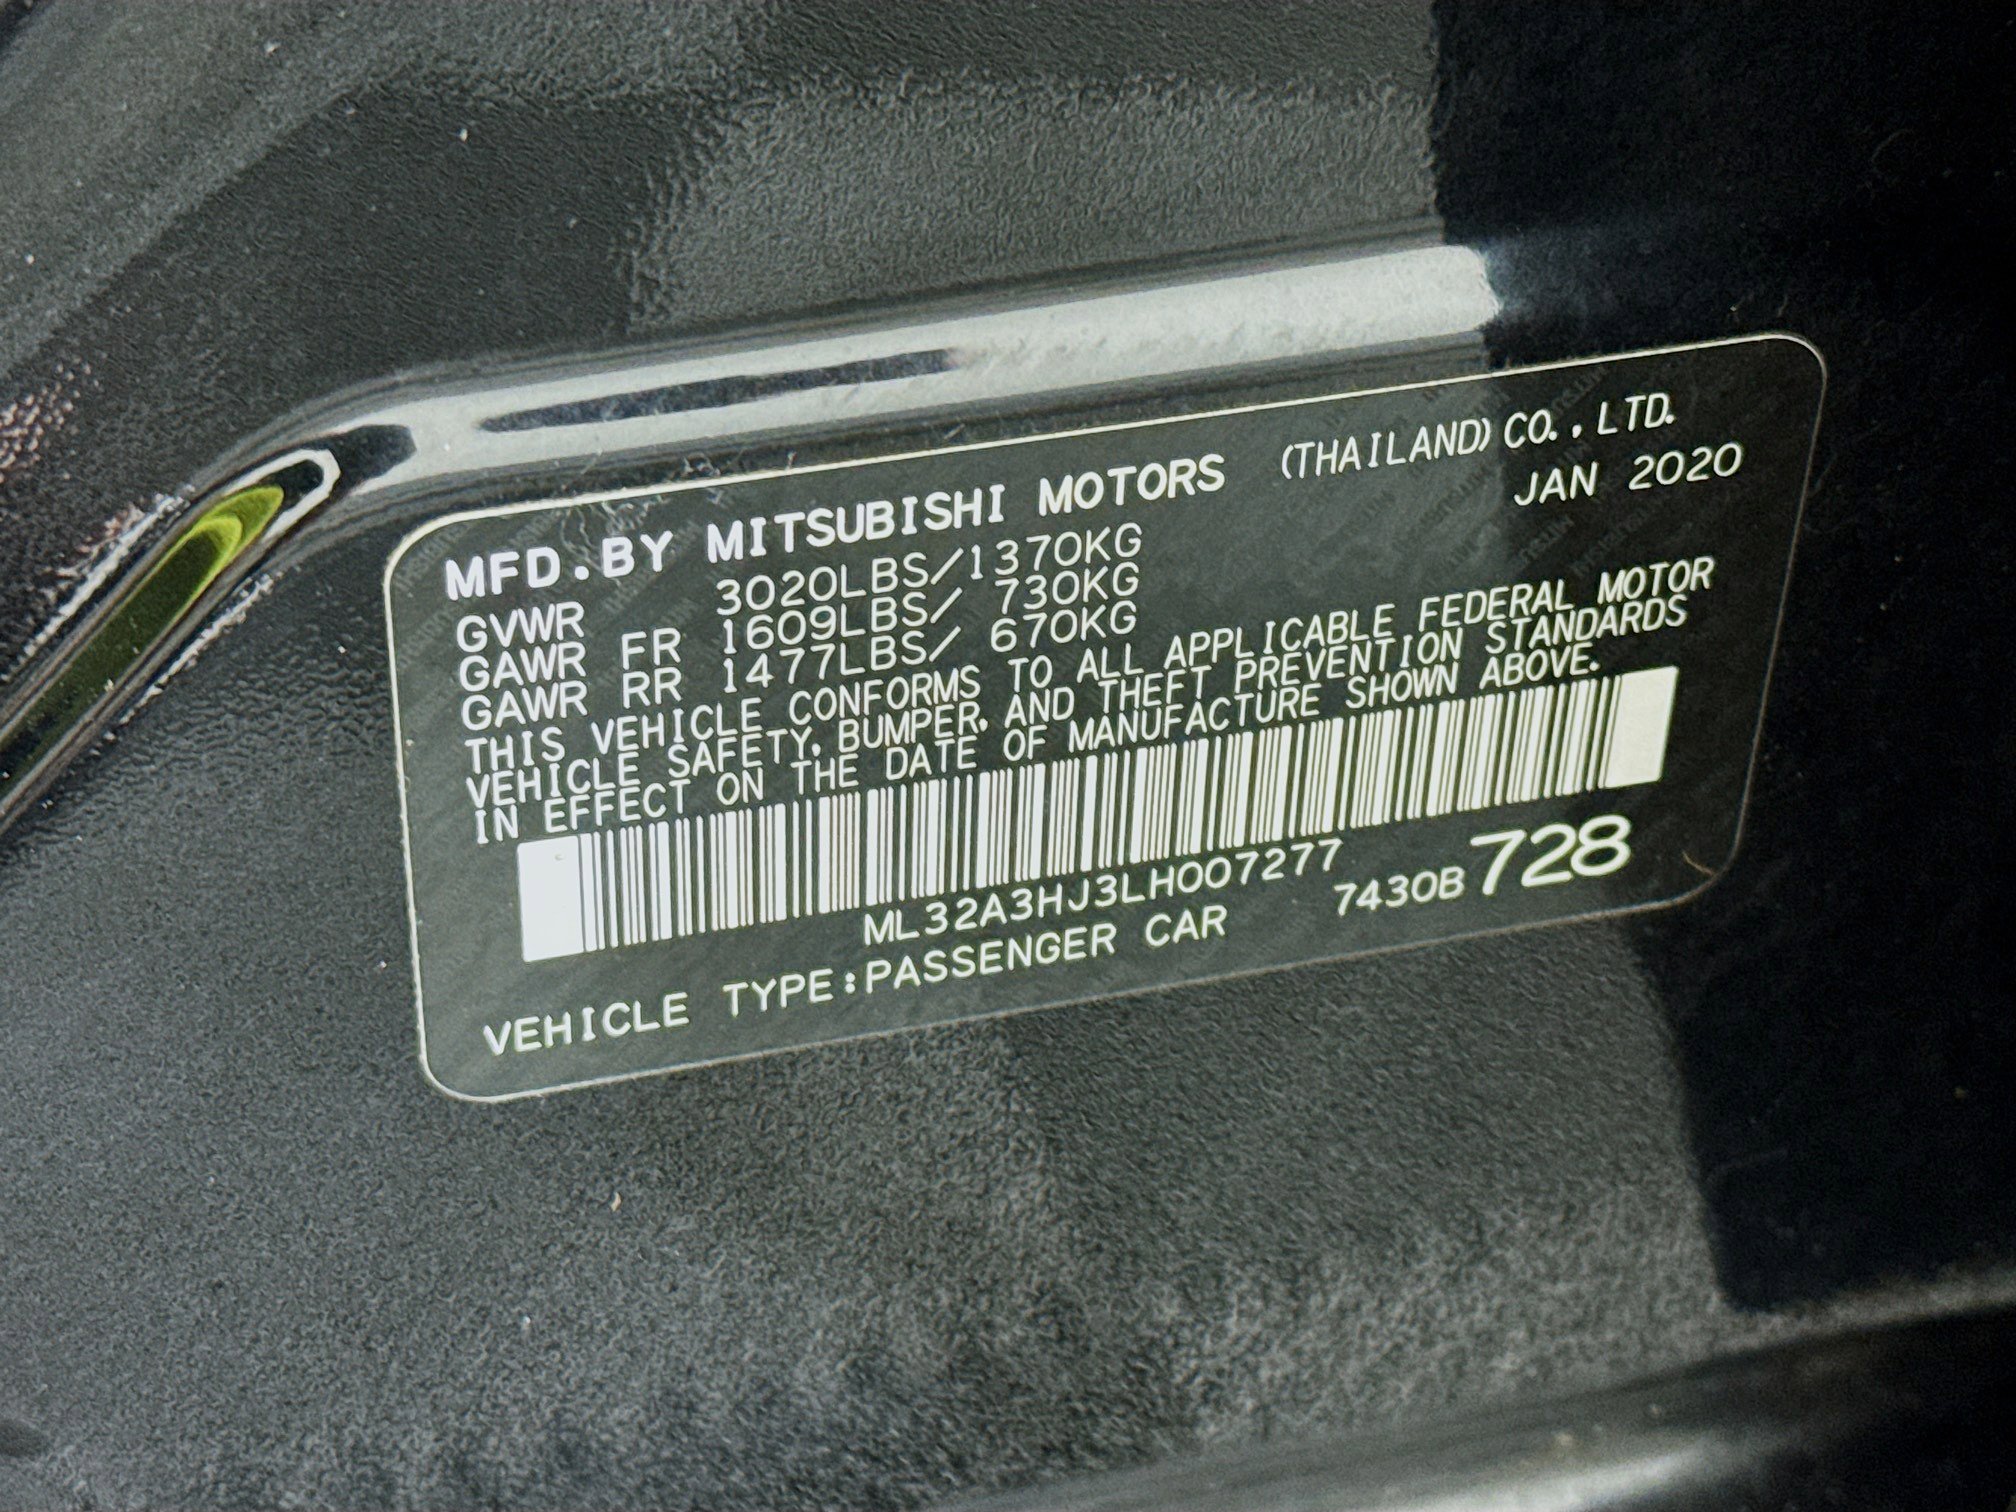 MFD.BY MITSUBISHI MOTORS (THAILAND) CO.,LTD.
JAN 2020
GVWR 3020LBS/1370KG
GAWR FR 1609LBS/ 730KG
GAWR RR 1477LBS/ 670KG
THIS VEHICLE CONFORMS TO ALL APPLICABLE FEDERAL MOTOR
VEHICLE SAFETY, BUMPER, AND THEFT PREVENTION STANDARDS
IN EFFECT ON THE DATE OF MANUFACTURE SHOWN ABOVE.
ML32A3HJ3LH007277
7430B 728
VEHICLE TYPE:PASSENGER CAR